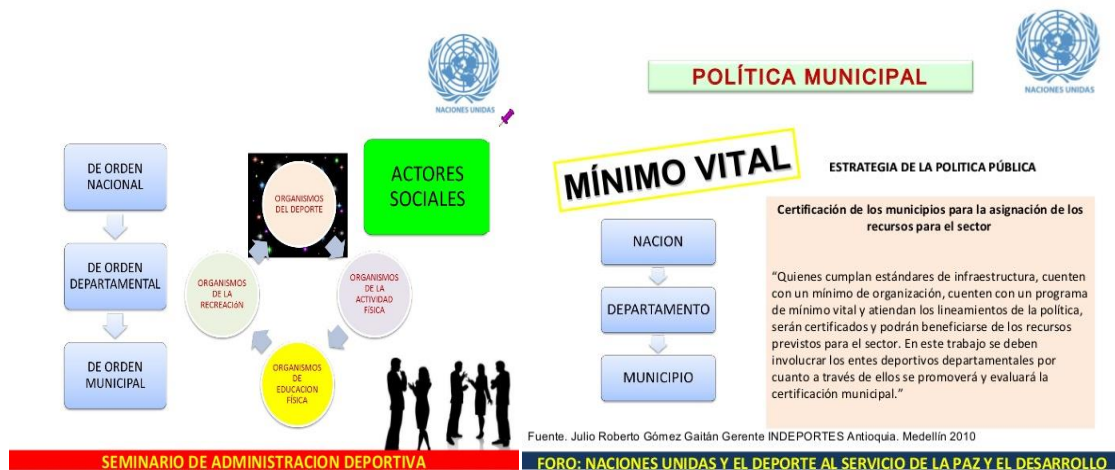 NACIONES UNIDAS
DE ORDEN
NACIONAL
DE ORDEN
DEPARTAMENTAL
DE ORDEN
MUNICIPAL
ORGANISMOS
DEL DEPORTE
ORGANISMOS
DE LA
ACTIVIDAD
FíSICA
ORGANISMOS
DE
EDUCACION
FÍSICA
ORGANISMOS
DE LA
RECREACIóN
ACTORES
SOCIALES
SEMINARIO DE ADMINISTRACION DEPORTIVA
POLÍTICA MUNICIPAL
NACIONES UNIDAS
MÍNIMO VITAL
NACION
DEPARTAMENTO
MUNICIPIO
ESTRATEGIA DE LA POLITICA PÚBLICA
Certificación de los municipios para la asignación de los
recursos para el sector
“Quienes cumplan estándares de infraestructura, cuenten
con un mínimo de organización, cuenten con un programa
de mínimo vital y atiendan los lineamientos de la política,
serán certificados y podrán beneficiarse de los recursos
previstos para el sector. En este trabajo se deben
involucrar los entes deportivos departamentales por
cuanto a través de ellos se promoverá y evaluará la
certificación municipal.”
Fuente. Julio Roberto Gómez Gaitán Gerente INDEPORTES Antioquia. Medellín 2010
FORO: NACIONES UNIDAS Y EL DEPORTE AL SERVICIO DE LA PAZ Y EL DESARROLLO